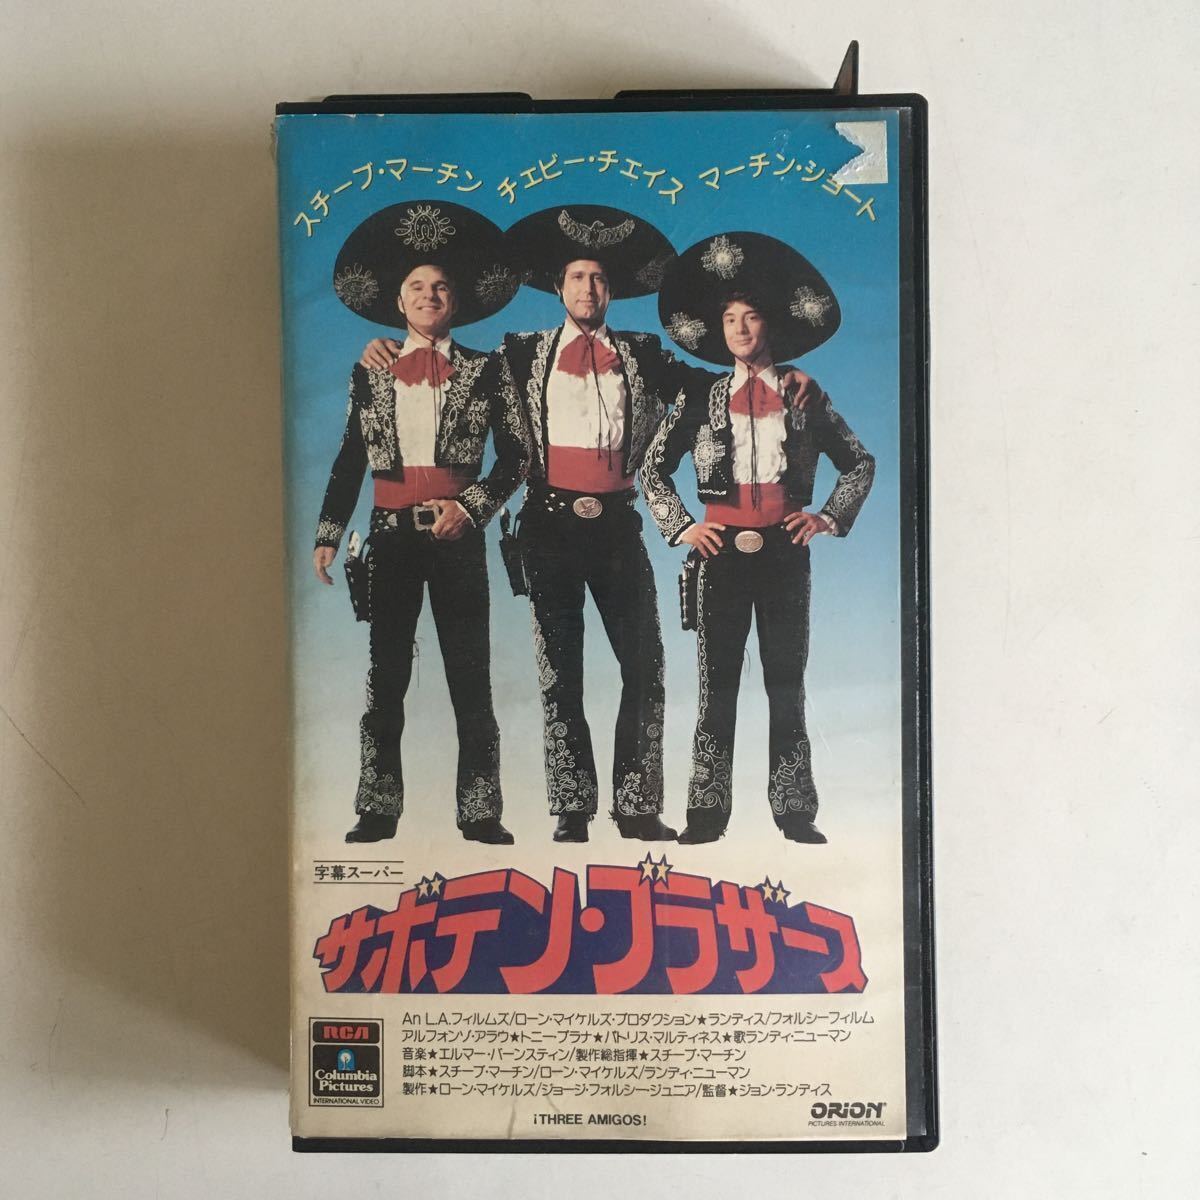 スチーブ・マーチン
チエビー・チエイス
マーチン・ショート
字幕スーパー
サボテン・ブラザース
An L.A.フィルムズ/ローン・マイケルズ・プロダクション★ランディス/フォルシーフィルム
アルフォンゾ・アラウ★トニー・プラナ★パトリス・マルティネス★歌ランディ・ニューマン
音楽★エルマー・バーンスティン/製作総指揮★スチーブ・マーチン
脚本★スチーブ・マーチン/ローン・マイケルズ/ランディ・ニューマン
製作★ローン・マイケルズ/ジョージ・フォルシー・ジュニア/監督★ジョン・ランディス
RCA
Columbia
Pictures
INTERNATIONAL VIDEO
¡THREE AMIGOS!
ORION
PICTURES INTERNATIONAL